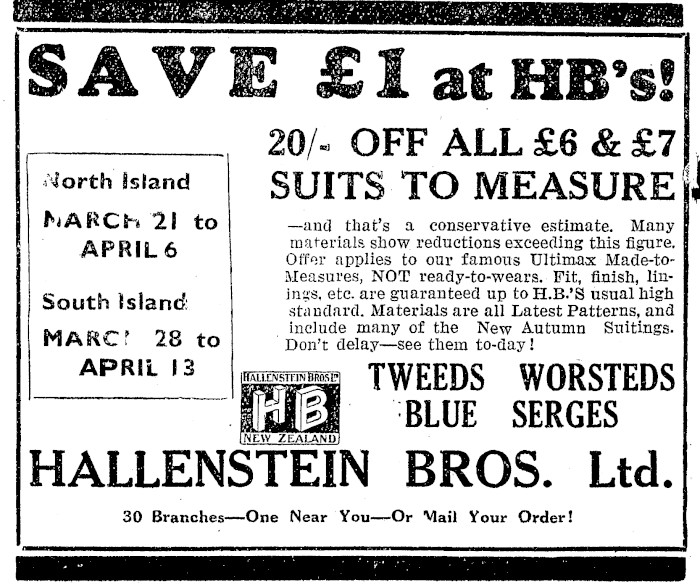 SAVE £1 at HB's!
20/- OFF ALL £6 & £7
SUITS TO MEASURE
North Island
MARCH 21 to
APRIL 6
South Island
MARCH 28 to
APRIL 13
—and that's a conservative estimate. Many
materials show reductions exceeding this figure.
Offer applies to our famous Ultimax Made-to-
Measures, NOT ready-to-wears. Fit, finish, lin-
ings, etc. are guaranteed up to H.B.'S usual high
standard. Materials are all Latest Patterns, and
include many of the New Autumn Suitings.
Don't delay—see them to-day!
HALLENSTEIN BROS LTD
HB
NEW ZEALAND
TWEEDS WORSTEDS
BLUE SERGES
HALLENSTEIN BROS. Ltd.
30 Branches—One Near You—Or Mail Your Order!